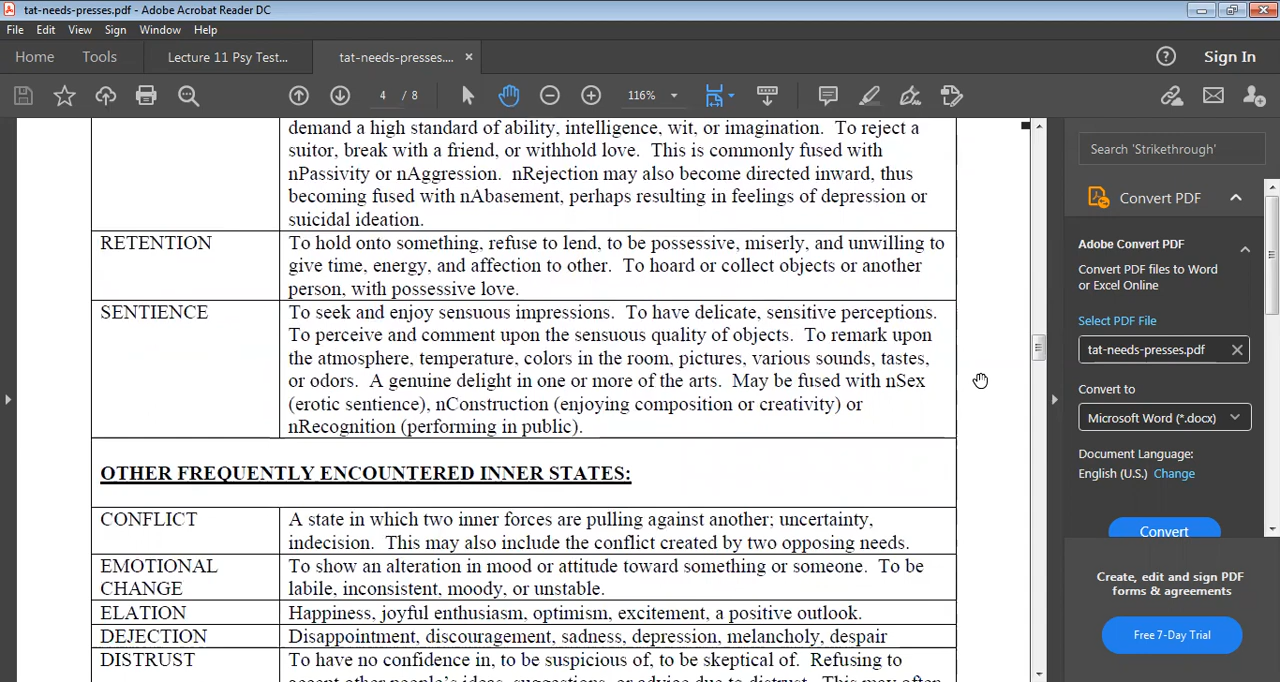 tat-needs-presses.pdf - Adobe Acrobat Reader DC
File Edit View Sign Window Help
Home Tools Lecture 11 Psy Test... tat-needs-presses.... × Sign In
4 / 8 116%
demand a high standard of ability, intelligence, wit, or imagination. To reject a
suitor, break with a friend, or withhold love. This is commonly fused with
nPassivity or nAggression. nRejection may also become directed inward, thus
becoming fused with nAbasement, perhaps resulting in feelings of depression or
suicidal ideation.
RETENTION To hold onto something, refuse to lend, to be possessive, miserly, and unwilling to
give time, energy, and affection to other. To hoard or collect objects or another
person, with possessive love.
SENTIENCE To seek and enjoy sensuous impressions. To have delicate, sensitive perceptions.
To perceive and comment upon the sensuous quality of objects. To remark upon
the atmosphere, temperature, colors in the room, pictures, various sounds, tastes,
or odors. A genuine delight in one or more of the arts. May be fused with nSex
(erotic sentience), nConstruction (enjoying composition or creativity) or
nRecognition (performing in public).
OTHER FREQUENTLY ENCOUNTERED INNER STATES:
CONFLICT A state in which two inner forces are pulling against another; uncertainty,
indecision. This may also include the conflict created by two opposing needs.
EMOTIONAL To show an alteration in mood or attitude toward something or someone. To be
CHANGE labile, inconsistent, moody, or unstable.
ELATION Happiness, joyful enthusiasm, optimism, excitement, a positive outlook.
DEJECTION Disappointment, discouragement, sadness, depression, melancholy, despair
DISTRUST To have no confidence in, to be suspicious of, to be skeptical of. Refusing to
accept other people's ideas, suggestions, or advice due to distrust. This may often
Search 'Strikethrough'
Convert PDF
Adobe Convert PDF
Convert PDF files to Word
or Excel Online
Select PDF File
tat-needs-presses.pdf
Convert to
Microsoft Word (*.docx)
Document Language:
English (U.S.) Change
Convert
Create, edit and sign PDF
forms & agreements
Free 7-Day Trial